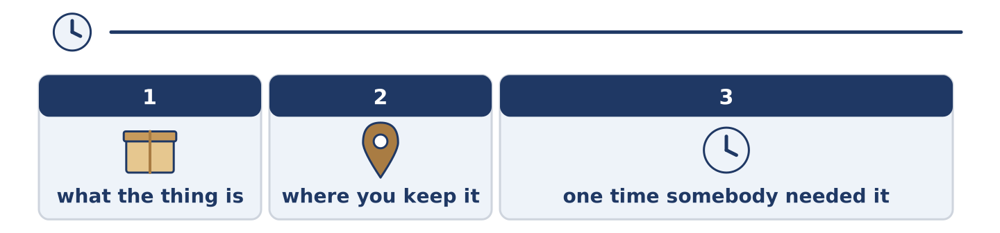 1
2
3
what the thing is
where you keep it
one time somebody needed it